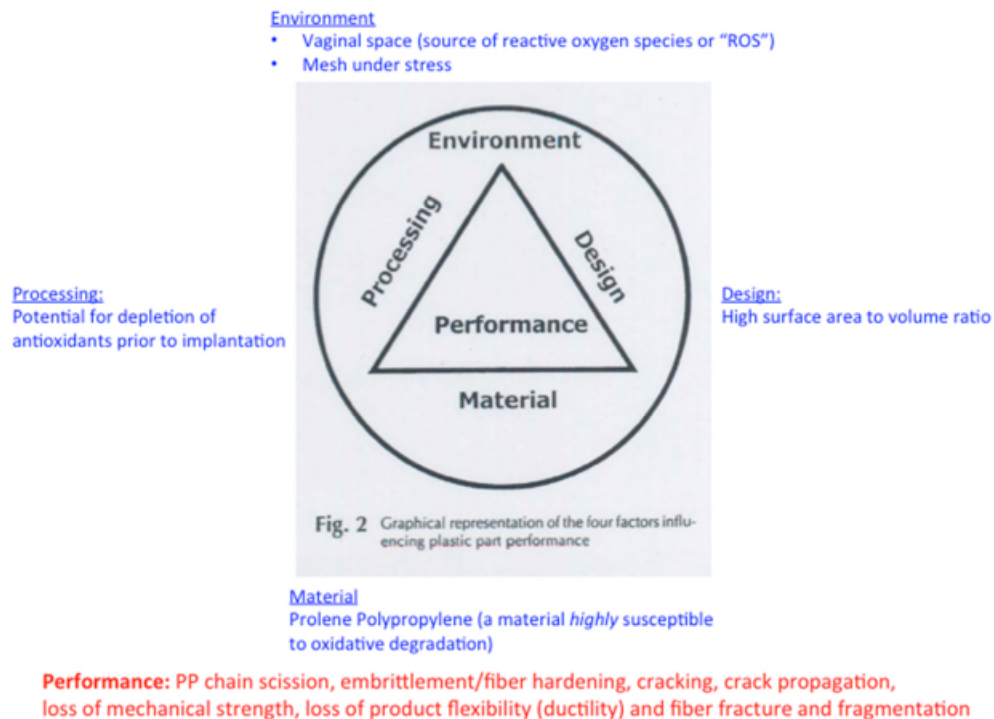 Environment
• Vaginal space (source of reactive oxygen species or “ROS”)
• Mesh under stress
Environment
Processing
Design
Performance
Material
Processing:
Potential for depletion of
antioxidants prior to implantation
Design:
High surface area to volume ratio
Fig. 2 Graphical representation of the four factors influ-
encing plastic part performance
Material
Prolene Polypropylene (a material highly susceptible
to oxidative degradation)
Performance: PP chain scission, embrittlement/fiber hardening, cracking, crack propagation,
loss of mechanical strength, loss of product flexibility (ductility) and fiber fracture and fragmentation